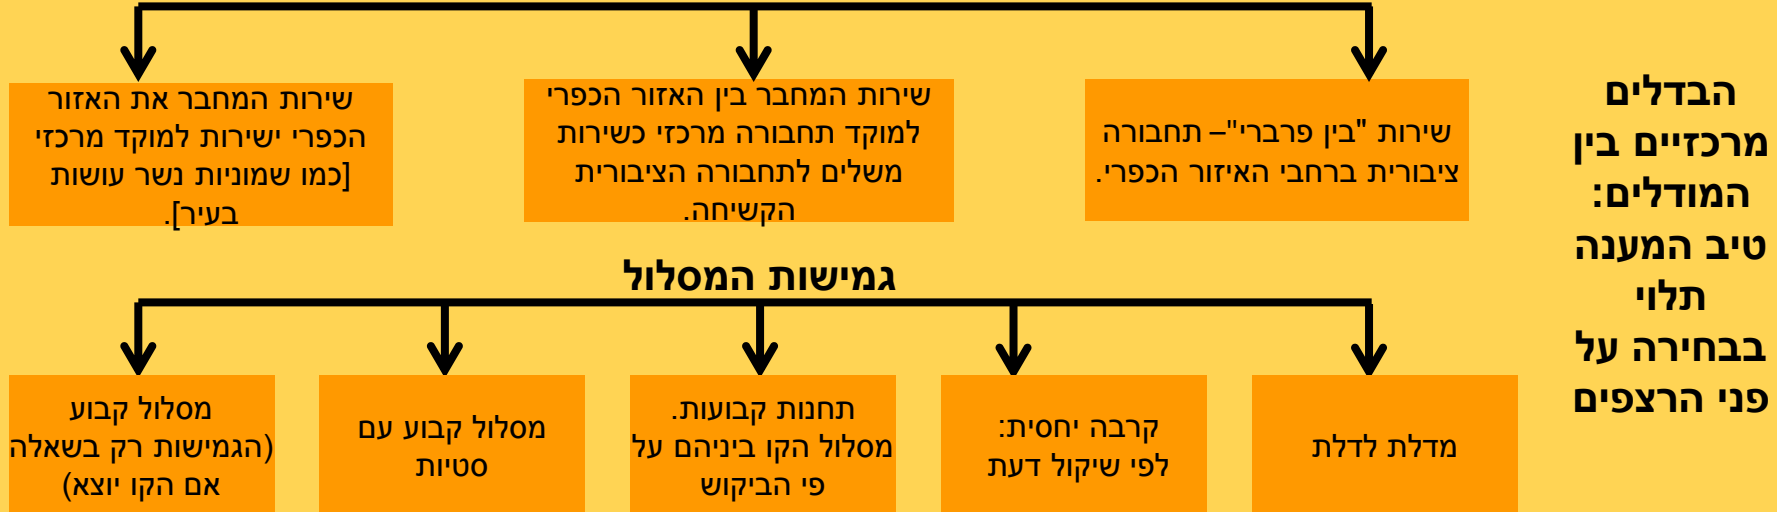 הבדלים
מרכזיים בין
המודלים:
טיב המענה
תלוי
בבחירה על
פני הרצפים
שירות "בין פרברי"– תחבורה
ציבורית ברחבי האיזור הכפרי.
שירות המחבר בין האזור הכפרי
למוקד תחבורה מרכזי כשירות
משלים לתחבורה הציבורית
הקשיחה.
שירות המחבר את האזור
הכפרי ישירות למוקד מרכזי
[כמו שמוניות נשר עושות
בעיר].
גמישות המסלול
מדלת לדלת
קרבה יחסית:
לפי שיקול דעת
תחנות קבועות.
מסלול הקו ביניהם על
פי הביקוש
מסלול קבוע עם
סטיות
מסלול קבוע
(הגמישות רק בשאלה
אם הקו יוצא)